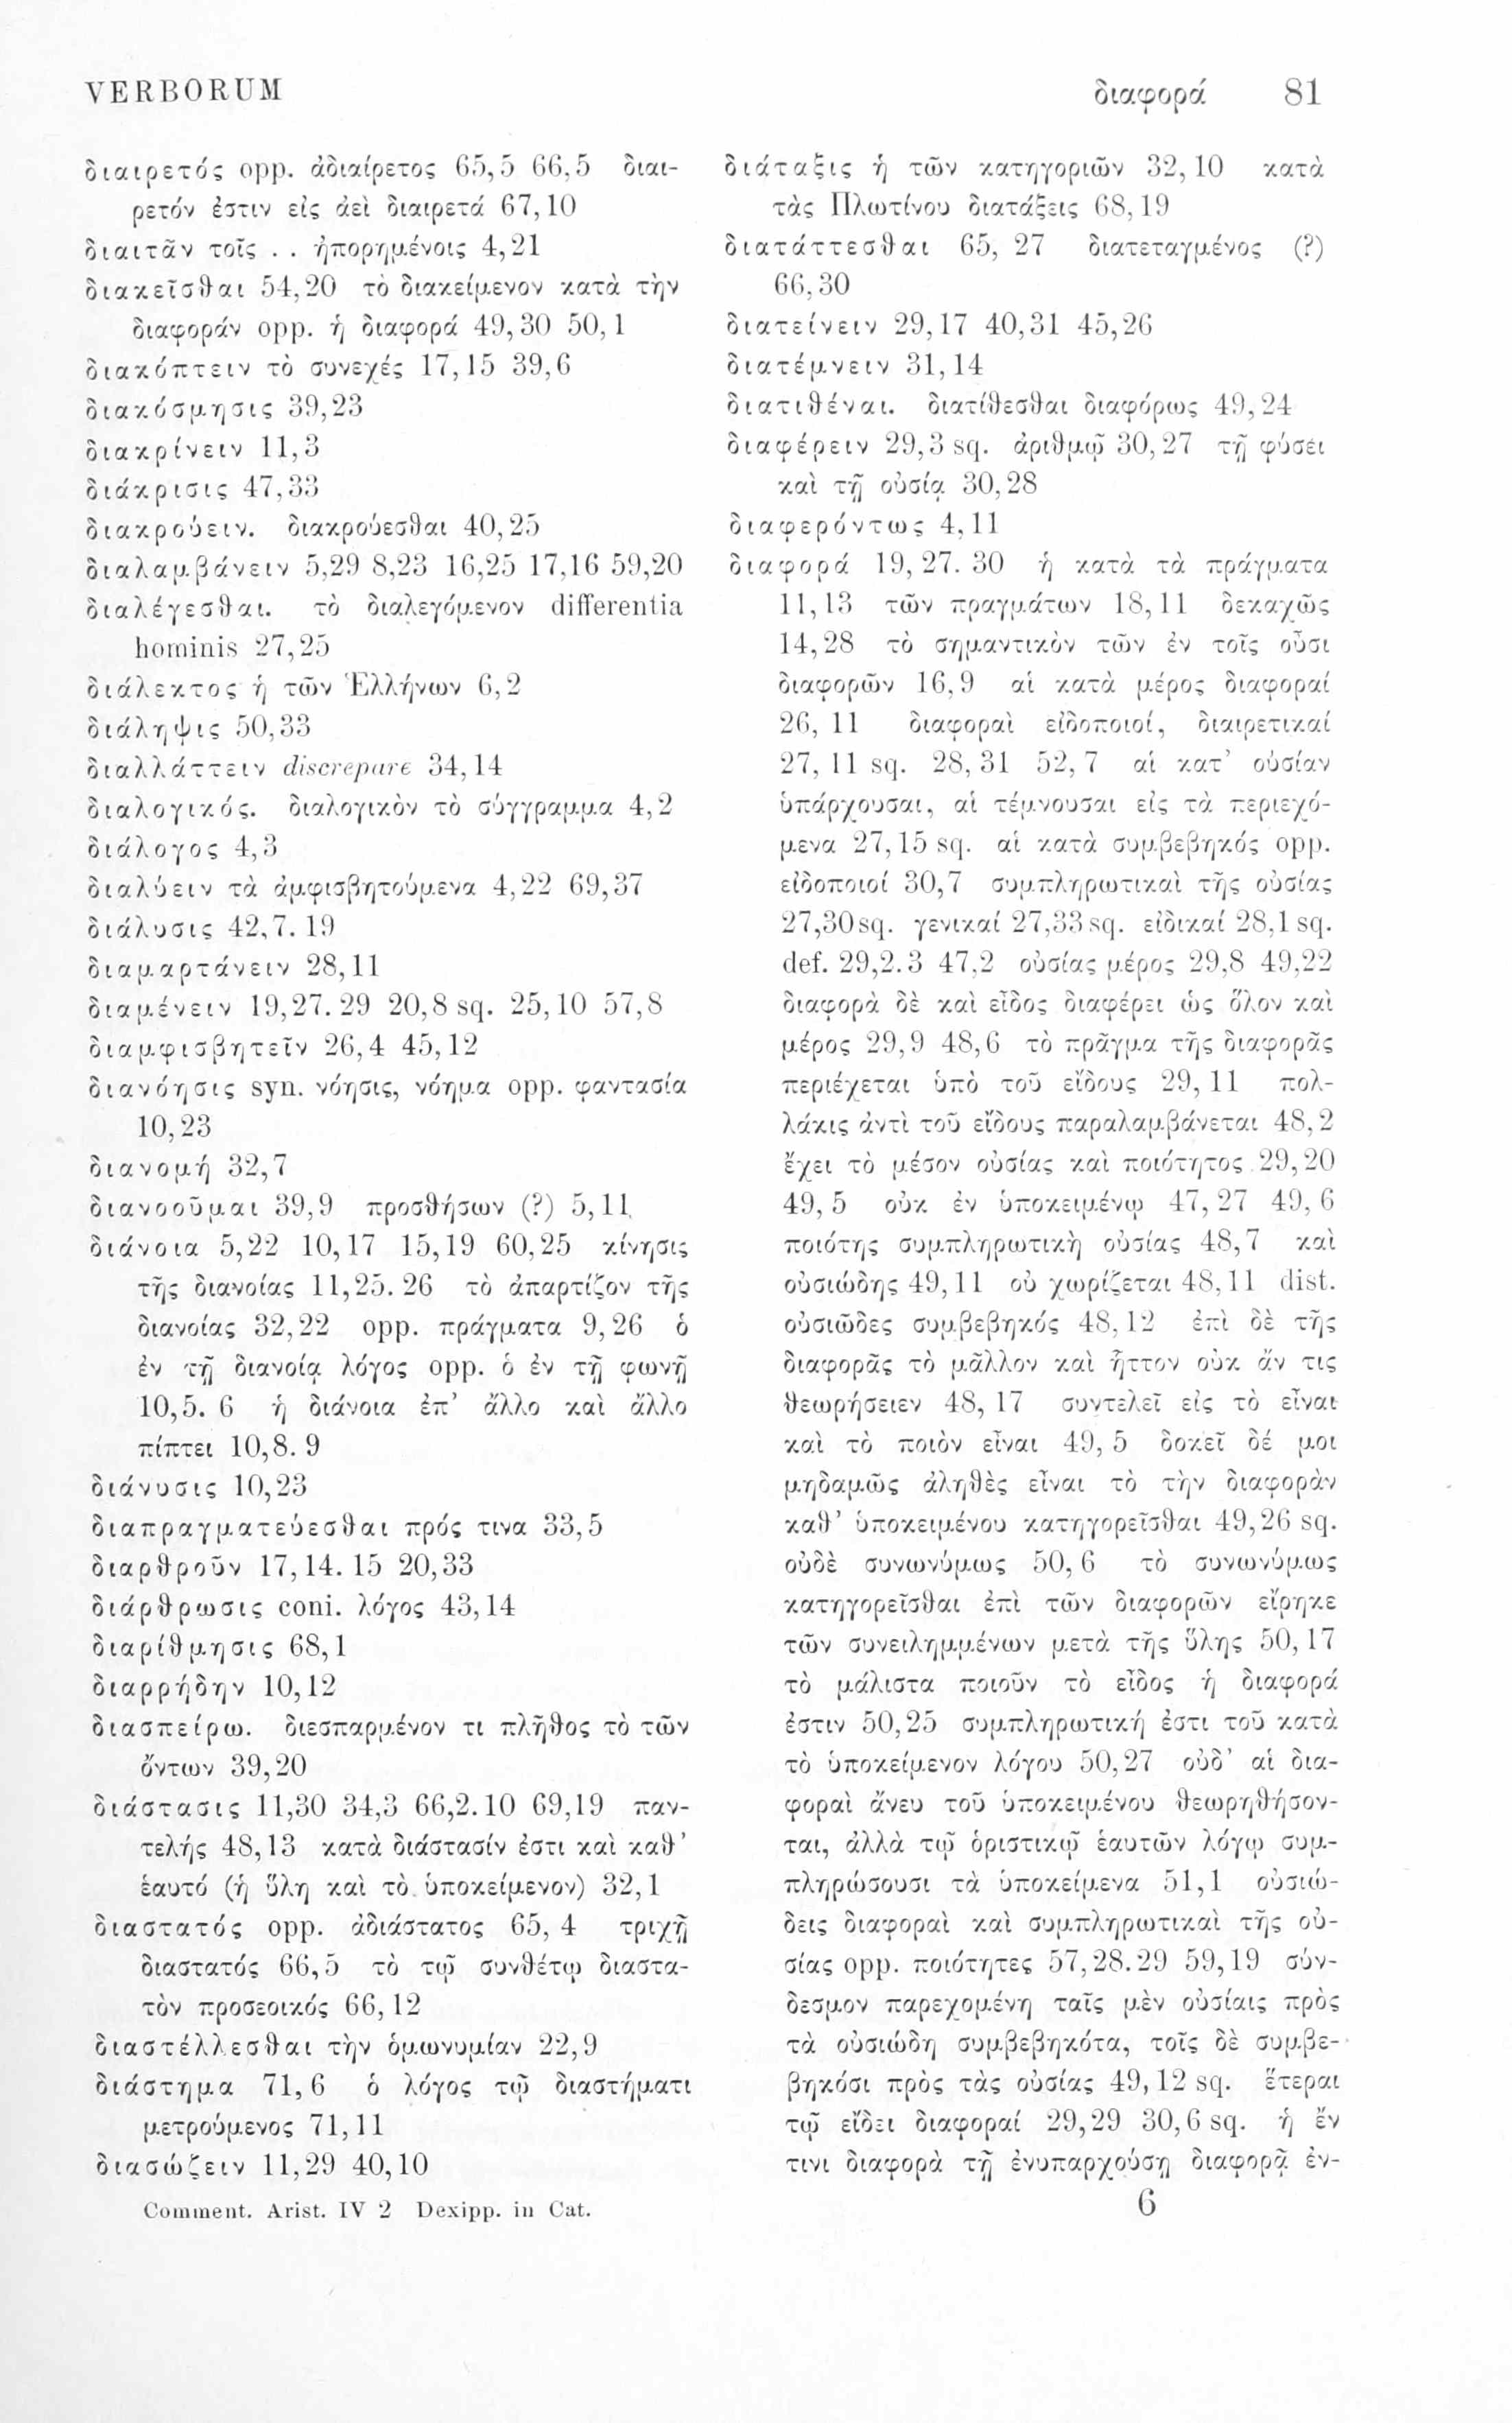 VERBORUM
διαφορά 81
διαιρετός opp. ἀδιαίρετος 65,5 66,5 διαι-
ρετόν ἐστιν εἰς ἀεὶ διαιρετά 67,10
διαιτᾶν τοῖς . . ἠπορημένοις 4,21
διακεῖσθαι 54,20 τὸ διακείμενον κατὰ τὴν
διαφοράν opp. ἡ διαφορά 49,30 50,1
διακόπτειν τὸ συνεχές 17,15 39,6
διακόσμησις 39,23
διακρίνειν 11,3
διάκρισις 47,33
διακρούειν. διακρούεσθαι 40,25
διαλαμβάνειν 5,29 8,23 16,25 17,16 59,20
διαλέγεσθαι. τὸ διαλεγόμενον differentia
hominis 27,25
διάλεκτος ἡ τῶν Ἑλλήνων 6,2
διάληψις 50,33
διαλλάττειν discrepare 34,14
διαλογικός. διαλογικὸν τὸ σύγγραμμα 4,2
διάλογος 4,3
διαλύειν τὰ ἀμφισβητούμενα 4,22 69,37
διάλυσις 42,7. 19
διαμαρτάνειν 28,11
διαμένειν 19,27. 29 20,8 sq. 25,10 57,8
διαμφισβητεῖν 26,4 45,12
διανόησις syn. νόησις, νόημα opp. φαντασία
10,23
διανομή 32,7
διανοοῦμαι 39,9 προσθήσων (?) 5,11
διάνοια 5,22 10,17 15,19 60,25 κίνησις
τῆς διανοίας 11,25. 26 τὸ ἀπαρτίζον τῆς
διανοίας 32,22 opp. πράγματα 9,26 ὁ
ἐν τῇ διανοίᾳ λόγος opp. ὁ ἐν τῇ φωνῇ
10,5. 6 ἡ διάνοια ἐπ’ ἄλλο καὶ ἄλλο
πίπτει 10,8. 9
διάνυσις 10,23
διαπραγματεύεσθαι πρός τινα 33,5
διαρθροῦν 17,14. 15 20,33
διάρθρωσις coni. λόγος 43,14
διαρίθμησις 68,1
διαρρήδην 10,12
διασπείρω. διεσπαρμένον τι πλῆθος τὸ τῶν
ὄντων 39,20
διάστασις 11,30 34,3 66,2. 10 69,19 παν-
τελής 48,13 κατὰ διάστασίν ἐστι καὶ καθ’
ἑαυτό (ἡ ὕλη καὶ τὸ ὑποκείμενον) 32,1
διαστατός opp. ἀδιάστατος 65, 4 τριχῇ
διαστατός 66,5 τὸ τῷ συνθέτῳ διαστα-
τὸν προσεοικός 66,12
διαστέλλεσθαι τὴν ὁμωνυμίαν 22,9
διάστημα 71,6 ὁ λόγος τῷ διαστήματι
μετρούμενος 71,11
διασώζειν 11,29 40,10
Comment. Arist. IV 2 Dexipp. in Cat.
διάταξις ἡ τῶν κατηγοριῶν 32,10 κατὰ
τὰς Πλωτίνου διατάξεις 68,19
διατάττεσθαι 65, 27 διατεταγμένος (?)
66,30
διατείνειν 29,17 40,31 45,26
διατέμνειν 31,14
διατιθέναι. διατίθεσθαι διαφόρως 49,24
διαφέρειν 29,3 sq. ἀριθμῷ 30,27 τῇ φύσει
καὶ τῇ οὐσίᾳ 30,28
διαφερόντως 4,11
διαφορά 19, 27. 30 ἡ κατὰ τὰ πράγματα
11,13 τῶν πραγμάτων 18,11 δεκαχῶς
14,28 τὸ σημαντικὸν τῶν ἐν τοῖς οὖσι
διαφορῶν 16,9 αἱ κατὰ μέρος διαφοραί
26, 11 διαφοραὶ εἰδοποιοί, διαιρετικαί
27, 11 sq. 28,31 52,7 αἱ κατ’ οὐσίαν
ὑπάρχουσαι, αἱ τέμνουσαι εἰς τὰ περιεχό-
μενα 27,15 sq. αἱ κατὰ συμβεβηκός opp.
εἰδοποιοί 30,7 συμπληρωτικαὶ τῆς οὐσίας
27,30 sq. γενικαί 27,33 sq. εἰδικαί 28,1 sq.
def. 29,2. 3 47,2 οὐσίας μέρος 29,8 49,22
διαφορὰ δὲ καὶ εἶδος διαφέρει ὡς ὅλον καὶ
μέρος 29,9 48,6 τὸ πρᾶγμα τῆς διαφορᾶς
περιέχεται ὑπὸ τοῦ εἴδους 29,11 πολ-
λάκις ἀντὶ τοῦ εἴδους παραλαμβάνεται 48,2
ἔχει τὸ μέσον οὐσίας καὶ ποιότητος 29,20
49, 5 οὐκ ἐν ὑποκειμένῳ 47, 27 49, 6
ποιότης συμπληρωτικὴ οὐσίας 48,7 καὶ
οὐσιώδης 49,11 οὐ χωρίζεται 48,11 dist.
οὐσιῶδες συμβεβηκός 48,12 ἐπὶ δὲ τῆς
διαφορᾶς τὸ μᾶλλον καὶ ἧττον οὐκ ἄν τις
θεωρήσειεν 48, 17 συντελεῖ εἰς τὸ εἶναι
καὶ τὸ ποιὸν εἶναι 49, 5 δοκεῖ δέ μοι
μηδαμῶς ἀληθὲς εἶναι τὸ τὴν διαφορὰν
καθ’ ὑποκειμένου κατηγορεῖσθαι 49,26 sq.
οὐδὲ συνωνύμως 50, 6 τὸ συνωνύμως
κατηγορεῖσθαι ἐπὶ τῶν διαφορῶν εἴρηκε
τῶν συνειλημμένων μετὰ τῆς ὕλης 50,17
τὸ μάλιστα ποιοῦν τὸ εἶδος ἡ διαφορά
ἐστιν 50,25 συμπληρωτική ἐστι τοῦ κατὰ
τὸ ὑποκείμενον λόγου 50,27 οὐδ’ αἱ δια-
φοραὶ ἄνευ τοῦ ὑποκειμένου θεωρηθήσον-
ται, ἀλλὰ τῷ ὁριστικῷ ἑαυτῶν λόγῳ συμ-
πληρώσουσι τὰ ὑποκείμενα 51,1 οὐσιώ-
δεις διαφοραὶ καὶ συμπληρωτικαὶ τῆς οὐ-
σίας opp. ποιότητες 57,28. 29 59,19 σύν-
δεσμον παρεχομένη ταῖς μὲν οὐσίαις πρὸς
τὰ οὐσιώδη συμβεβηκότα, τοῖς δὲ συμβε-
βηκόσι πρὸς τὰς οὐσίας 49,12 sq. ἕτεραι
τῷ εἴδει διαφοραί 29,29 30,6 sq. ἡ ἔν
τινι διαφορὰ τῇ ἐνυπαρχούσῃ διαφορᾷ ἐν-
6